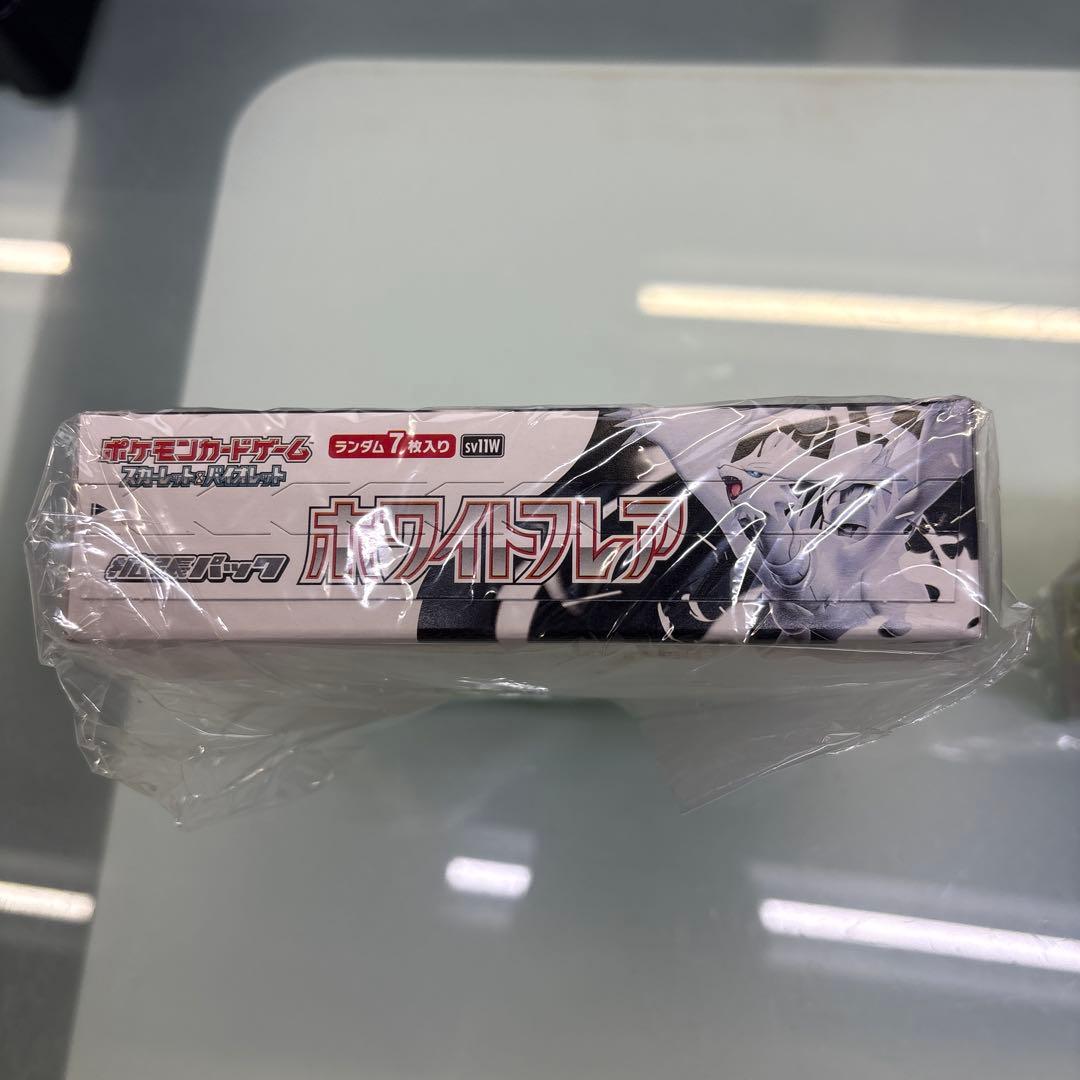 ポケモンカードゲーム
スカーレット&バイオレット
ランダム7枚入り
sv11W
拡張パック
ホワイトフレア